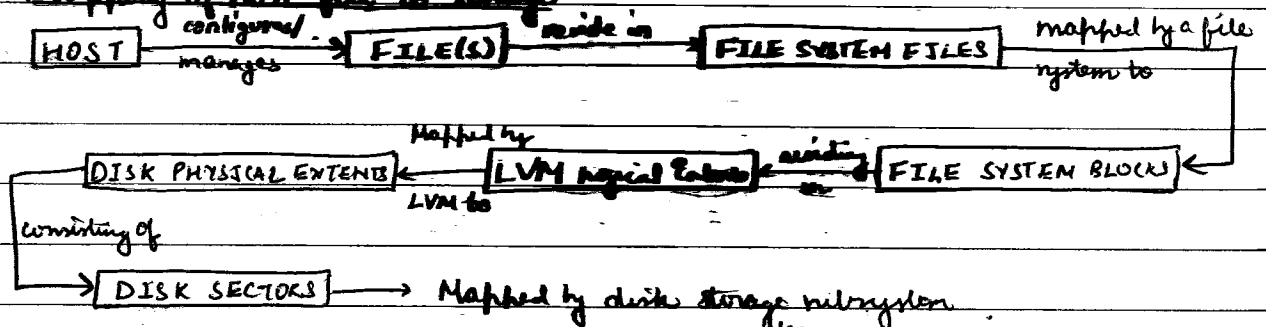 HOST configures/ manages FILE(S) reside in FILE SYSTEM FILES mapped by a file system to
DISK PHYSICAL EXTENTS Mapped by LVM to LVM logical Extents residing in FILE SYSTEM BLOCKS
consisting of
DISK SECTORS Mapped by disk storage subsystem